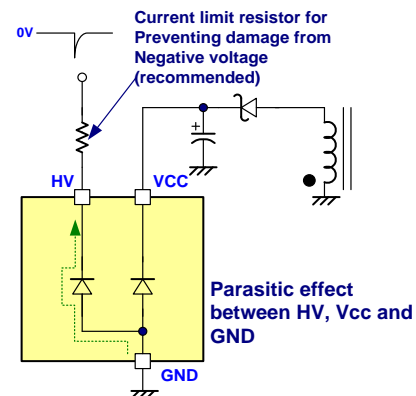 0V
Current limit resistor for
Preventing damage from
Negative voltage
(recommended)
+
HV
VCC
Parasitic effect
between HV, Vcc and
GND
GND